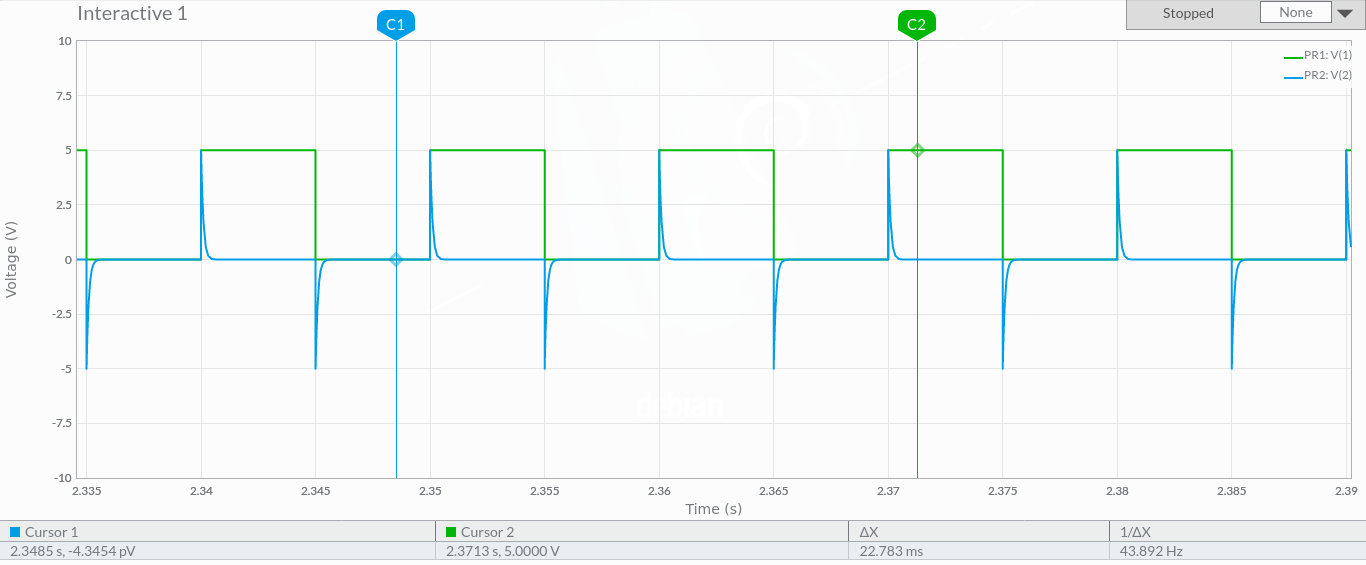 Interactive 1
Stopped
None
C1
C2
PR1: V(1)
PR2: V(2)
10
7.5
5
2.5
0
-2.5
-5
-7.5
-10
Voltage (V)
2.335
2.34
2.345
2.35
2.355
2.36
2.365
2.37
2.375
2.38
2.385
2.39
Time (s)
debian
Cursor 1
Cursor 2
ΔX
1/ΔX
2.3485 s, -4.3454 pV
2.3713 s, 5.0000 V
22.783 ms
43.892 Hz